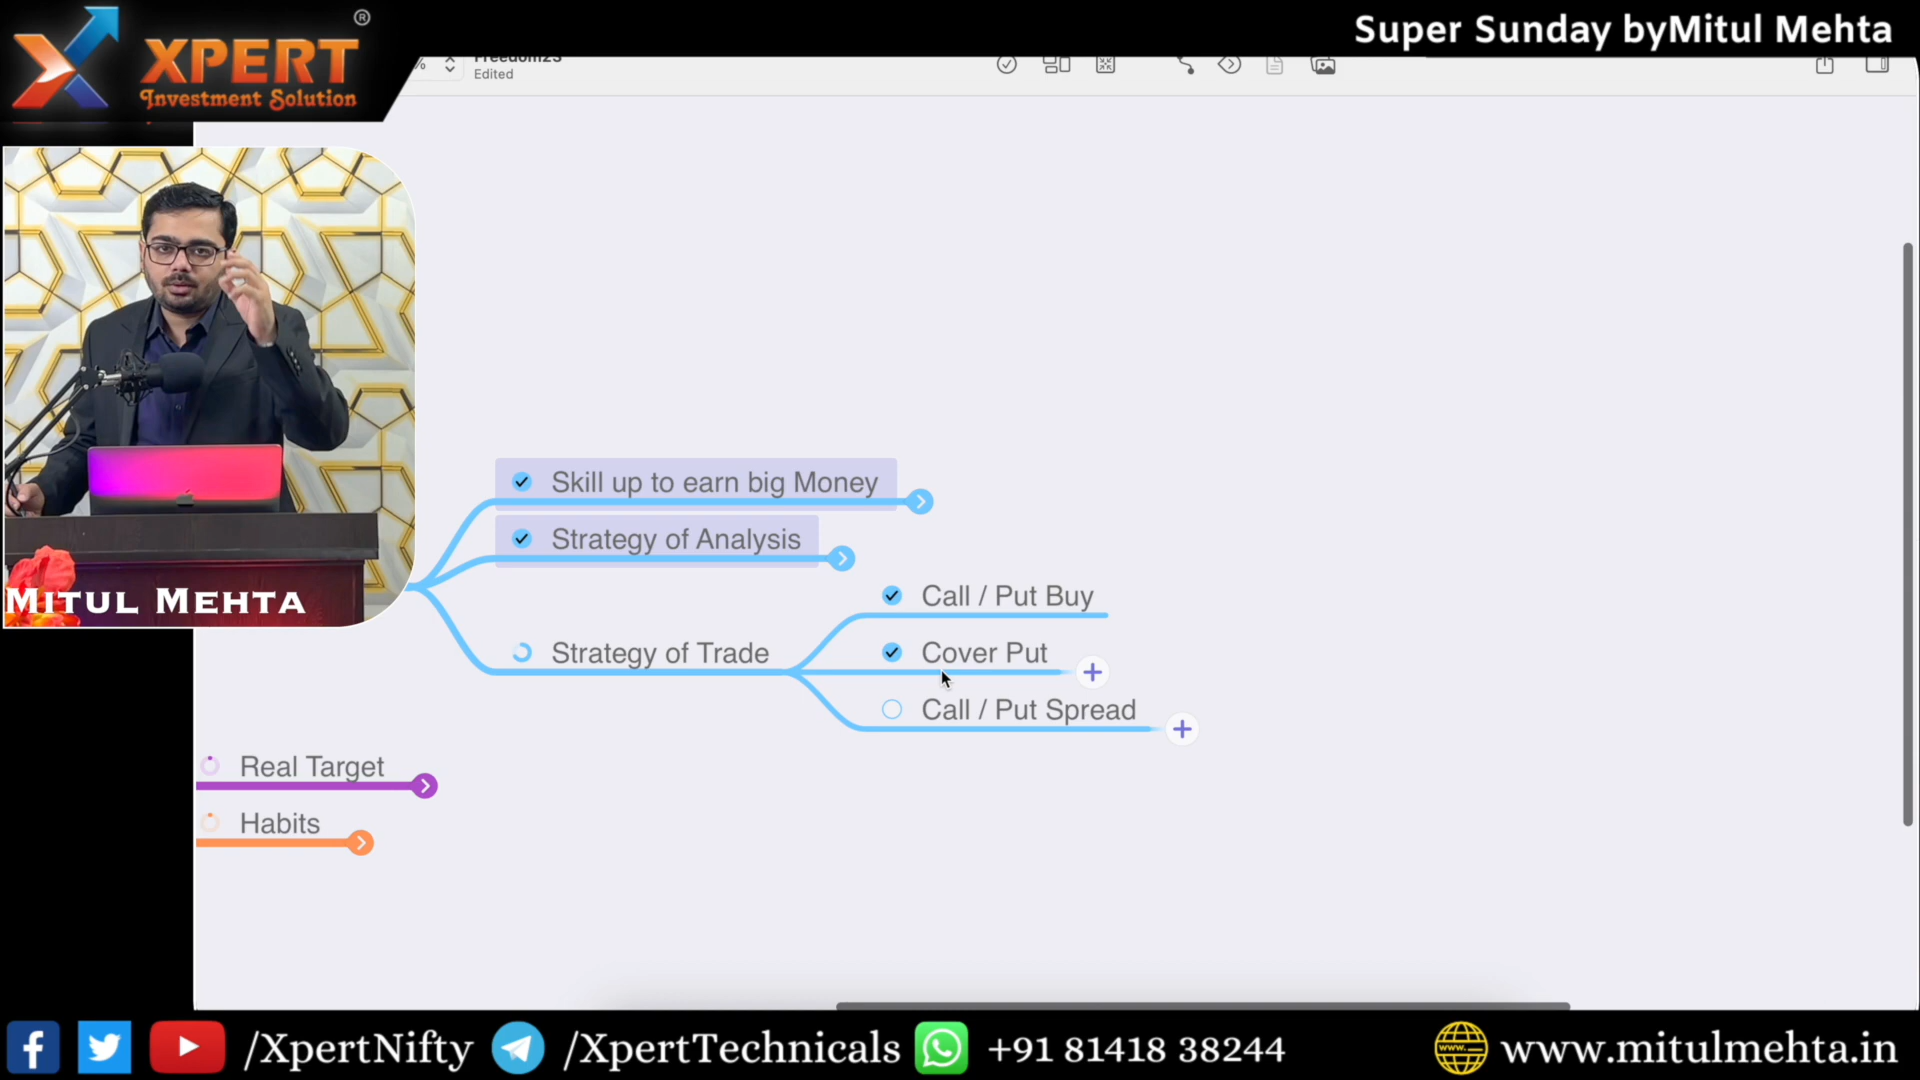 XPERT
®
Investment Solution
Super Sunday byMitul Mehta
%
Freedom23
Edited
MITUL MEHTA
Skill up to earn big Money
Strategy of Analysis
Strategy of Trade
Call / Put Buy
Cover Put
Call / Put Spread
Real Target
Habits
/XpertNifty
/XpertTechnicals
+91 81418 38244
www.mitulmehta.in